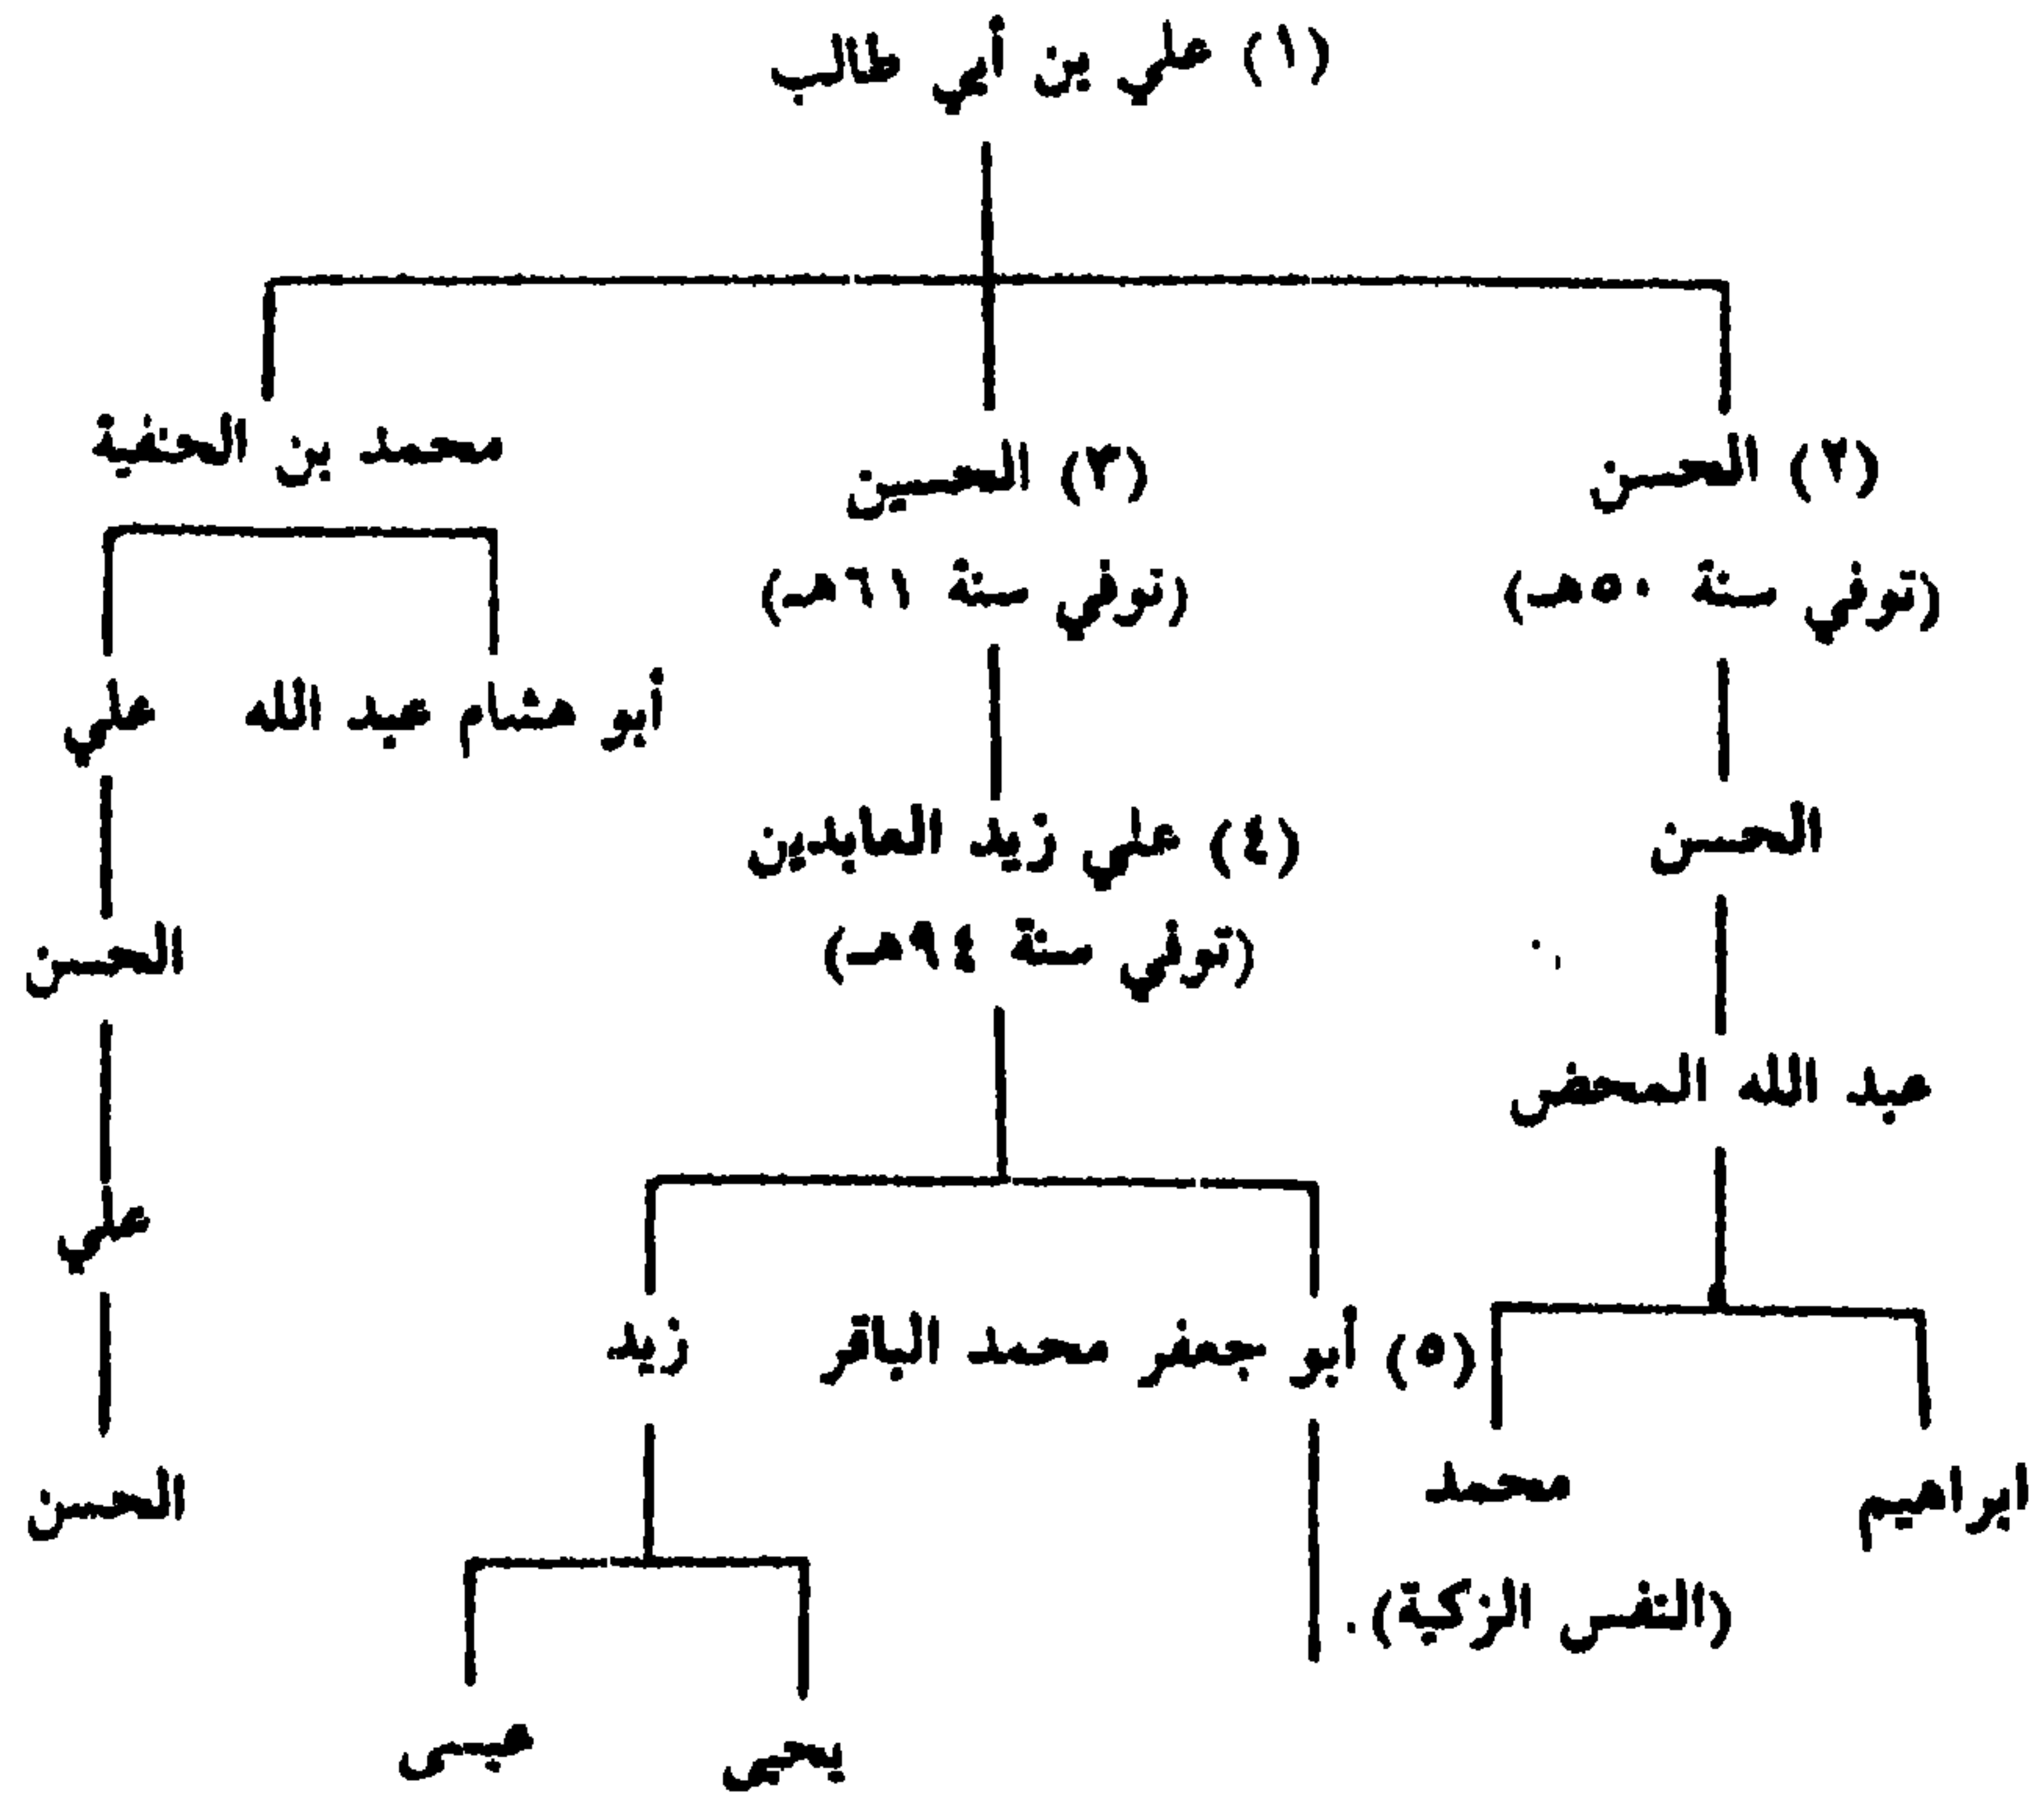 (١) علي بن أبي طالب
(٢) الحسن
(٣) الحسين
محمد بن الحنفية
(توفي سنة ٥٠هـ)
(توفي سنة ٦١هـ)
أبو هشام عبد الله
علي
الحسن
(٤) علي زيد العابدين
(توفي سنة ٩٤هـ)
الحسن
عبد الله المحض
علي
(٥) أبو جعفر محمد الباقر
زيد
ابراهيم
محمد
الحسن
(النفس الزكية).
يحيى
عيسى